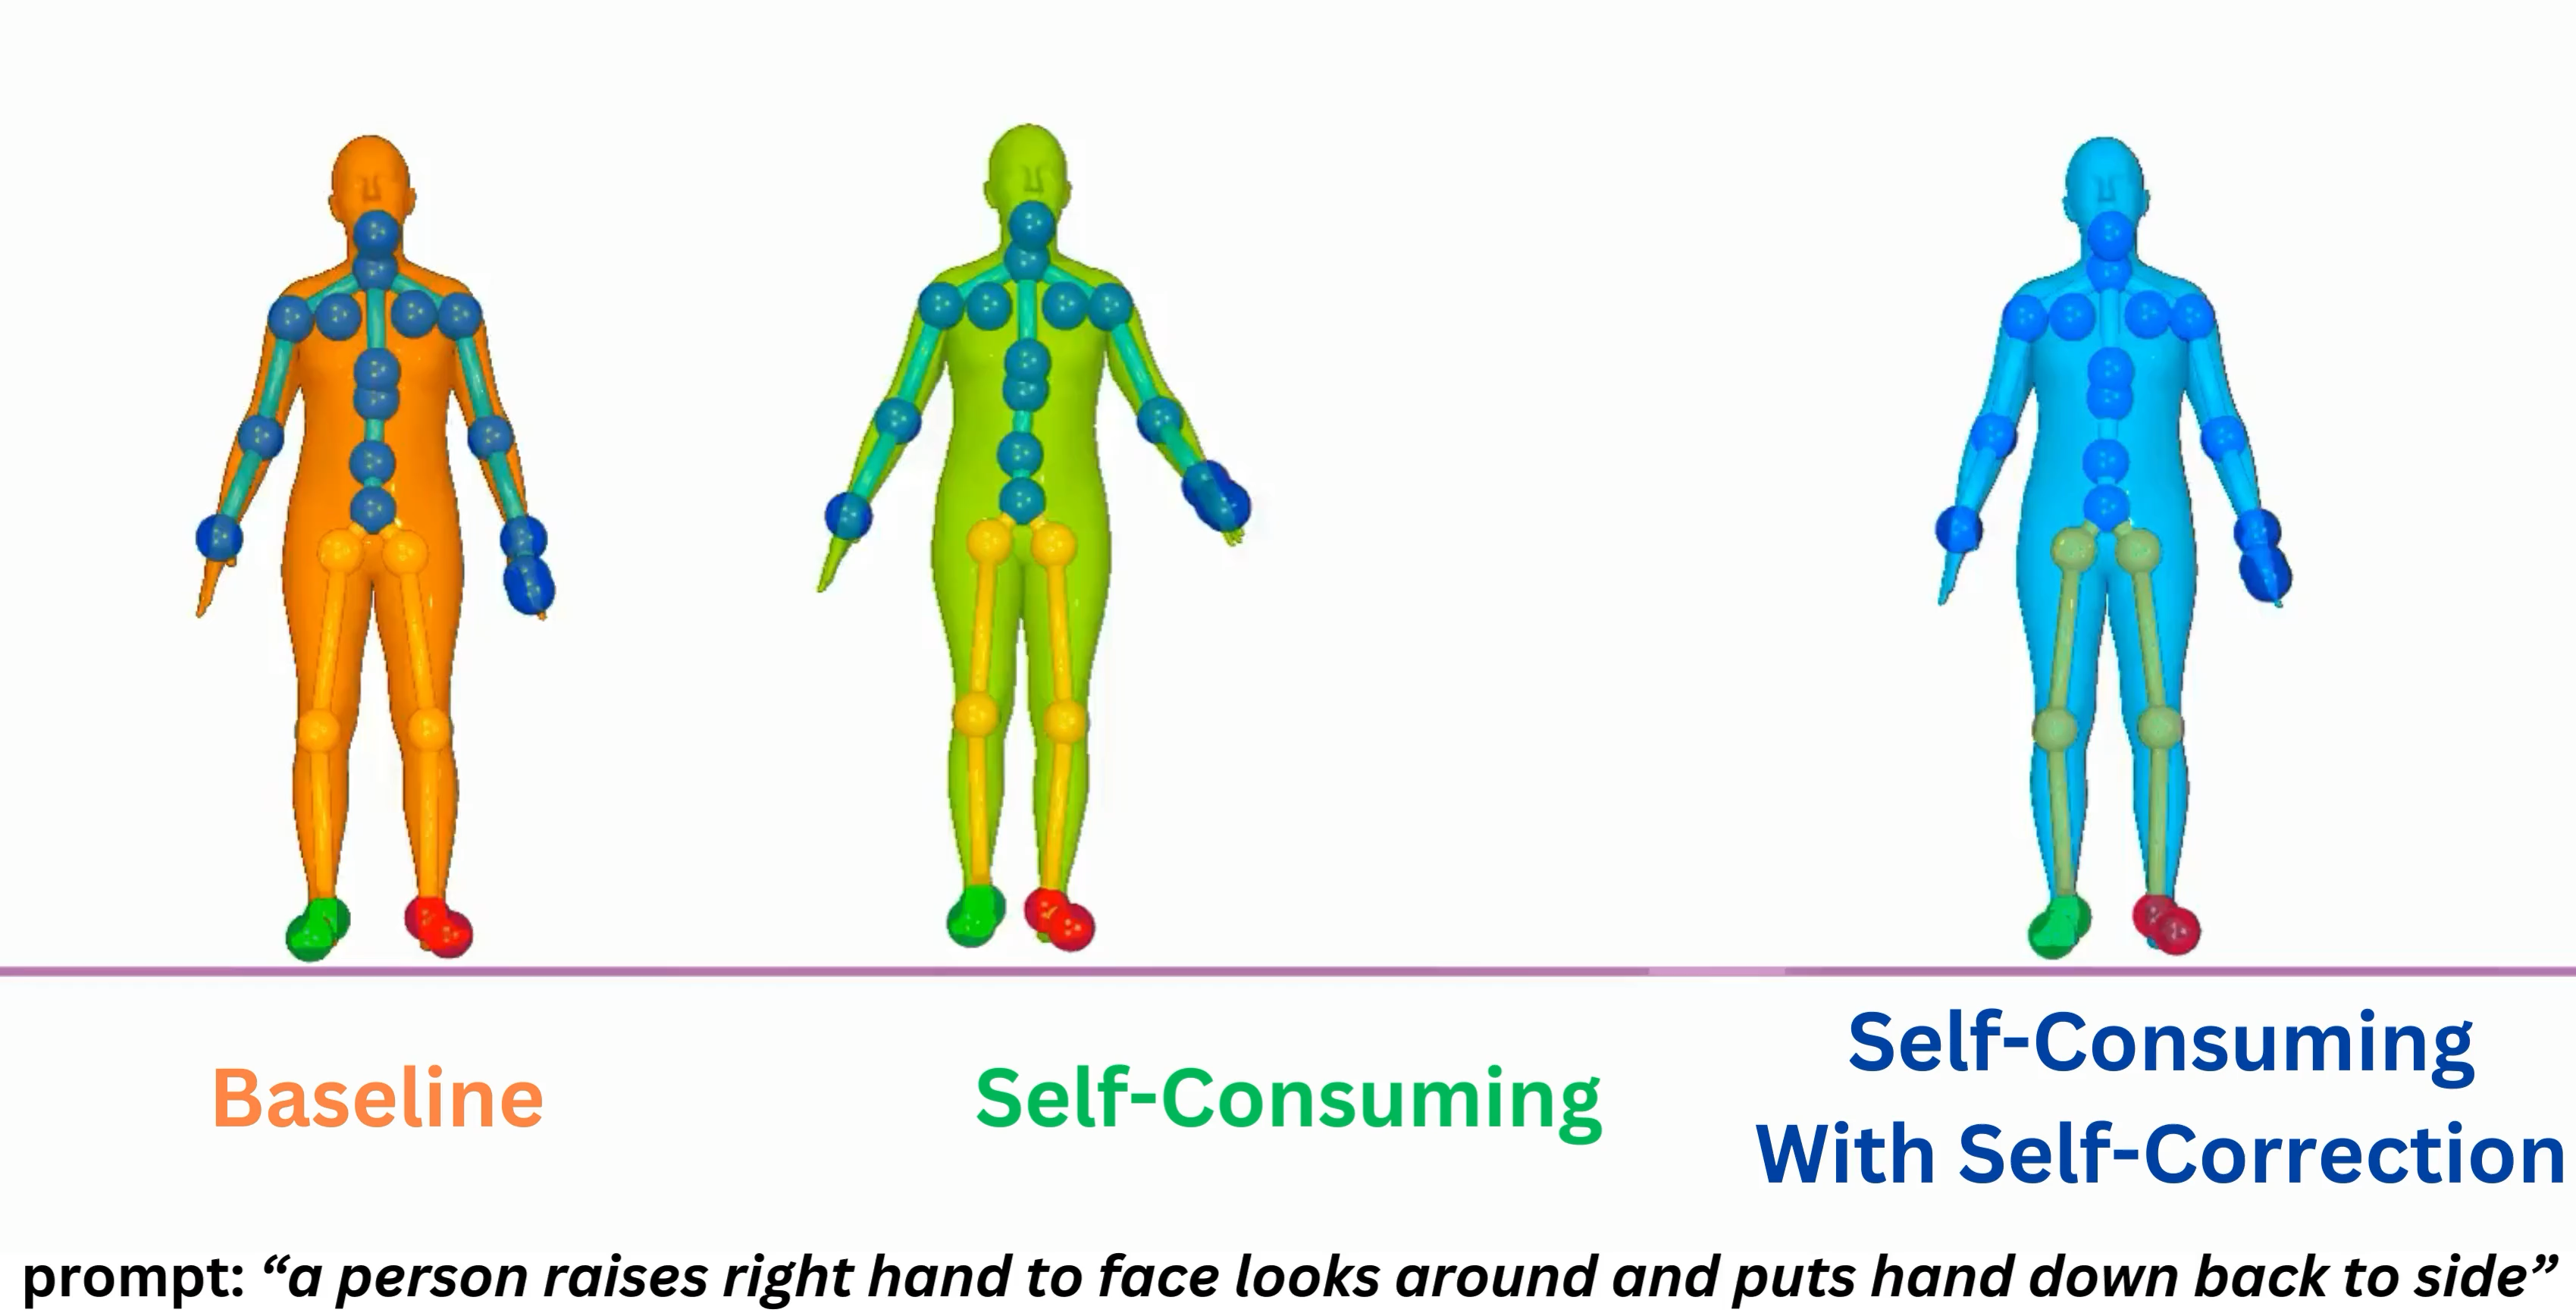 Baseline
Self-Consuming
Self-Consuming
With Self-Correction
prompt: “a person raises right hand to face looks around and puts hand down back to side”